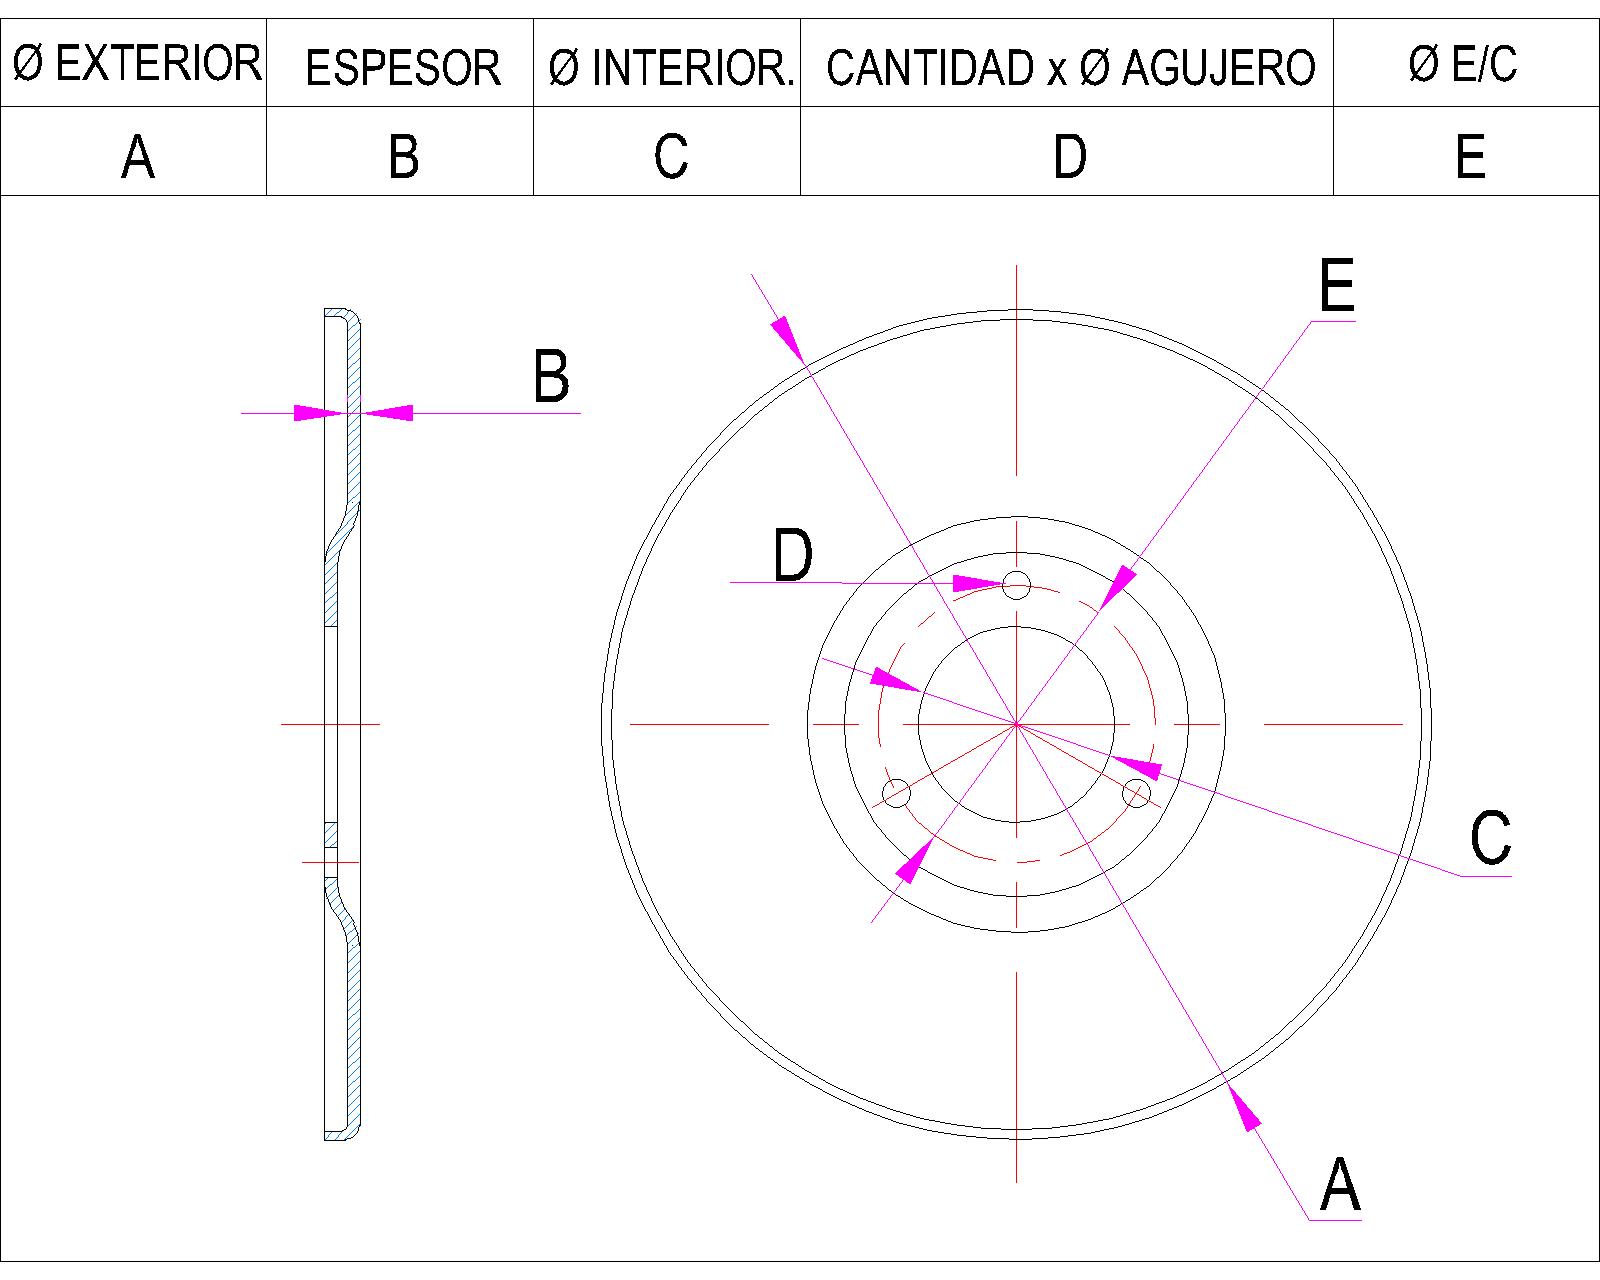 Ø EXTERIOR ESPESOR Ø INTERIOR. CANTIDAD x Ø AGUJERO Ø E/C
A B C D E
E
B
D
C
A